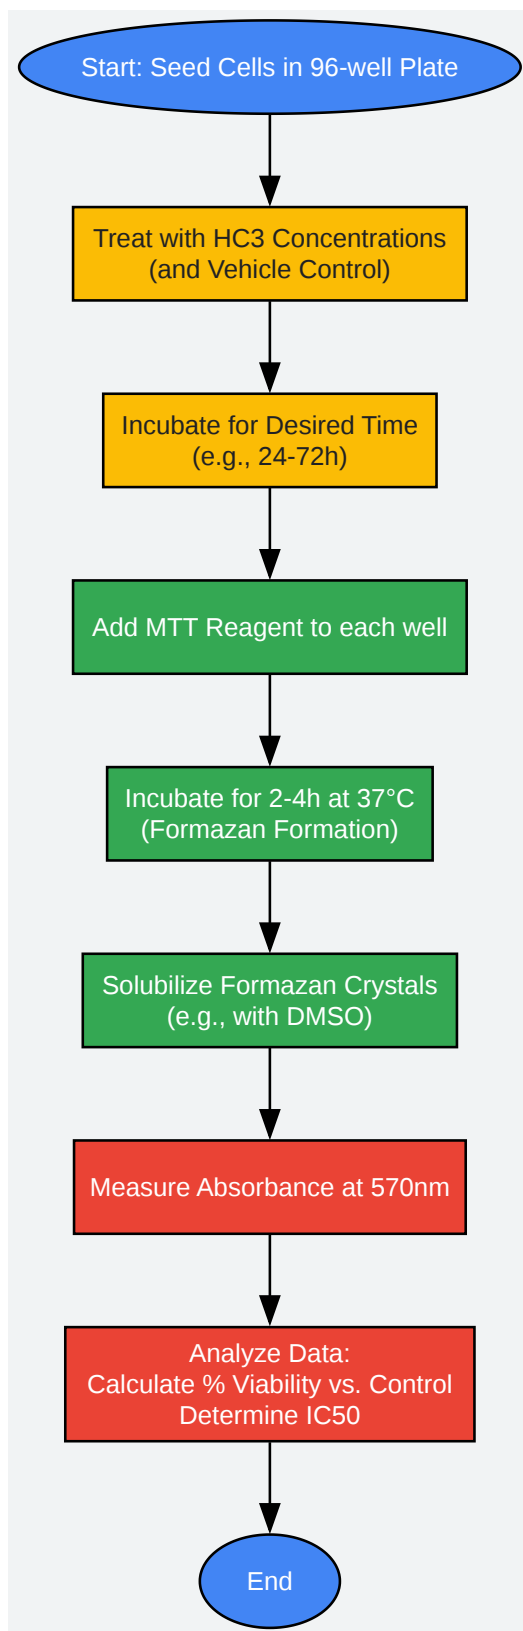 Start: Seed Cells in 96-well Plate
Treat with HC3 Concentrations
(and Vehicle Control)
Incubate for Desired Time
(e.g., 24-72h)
Add MTT Reagent to each well
Incubate for 2-4h at 37°C
(Formazan Formation)
Solubilize Formazan Crystals
(e.g., with DMSO)
Measure Absorbance at 570nm
Analyze Data:
Calculate % Viability vs. Control
Determine IC50
End